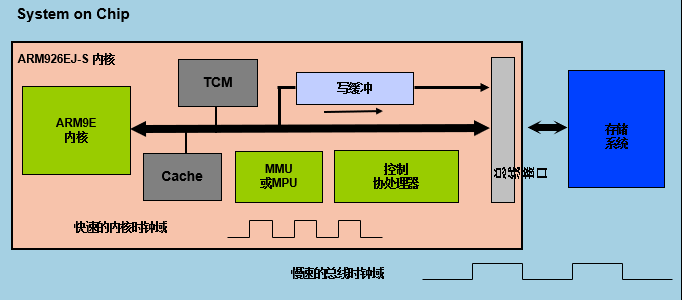 System on Chip
ARM926EJ-S 内核
TCM
写缓冲
ARM9E
内核
存储
系统
Cache
MMU
或MPU
控制
协处理器
总线接口
快速的内核时钟域
慢速的总线时钟域